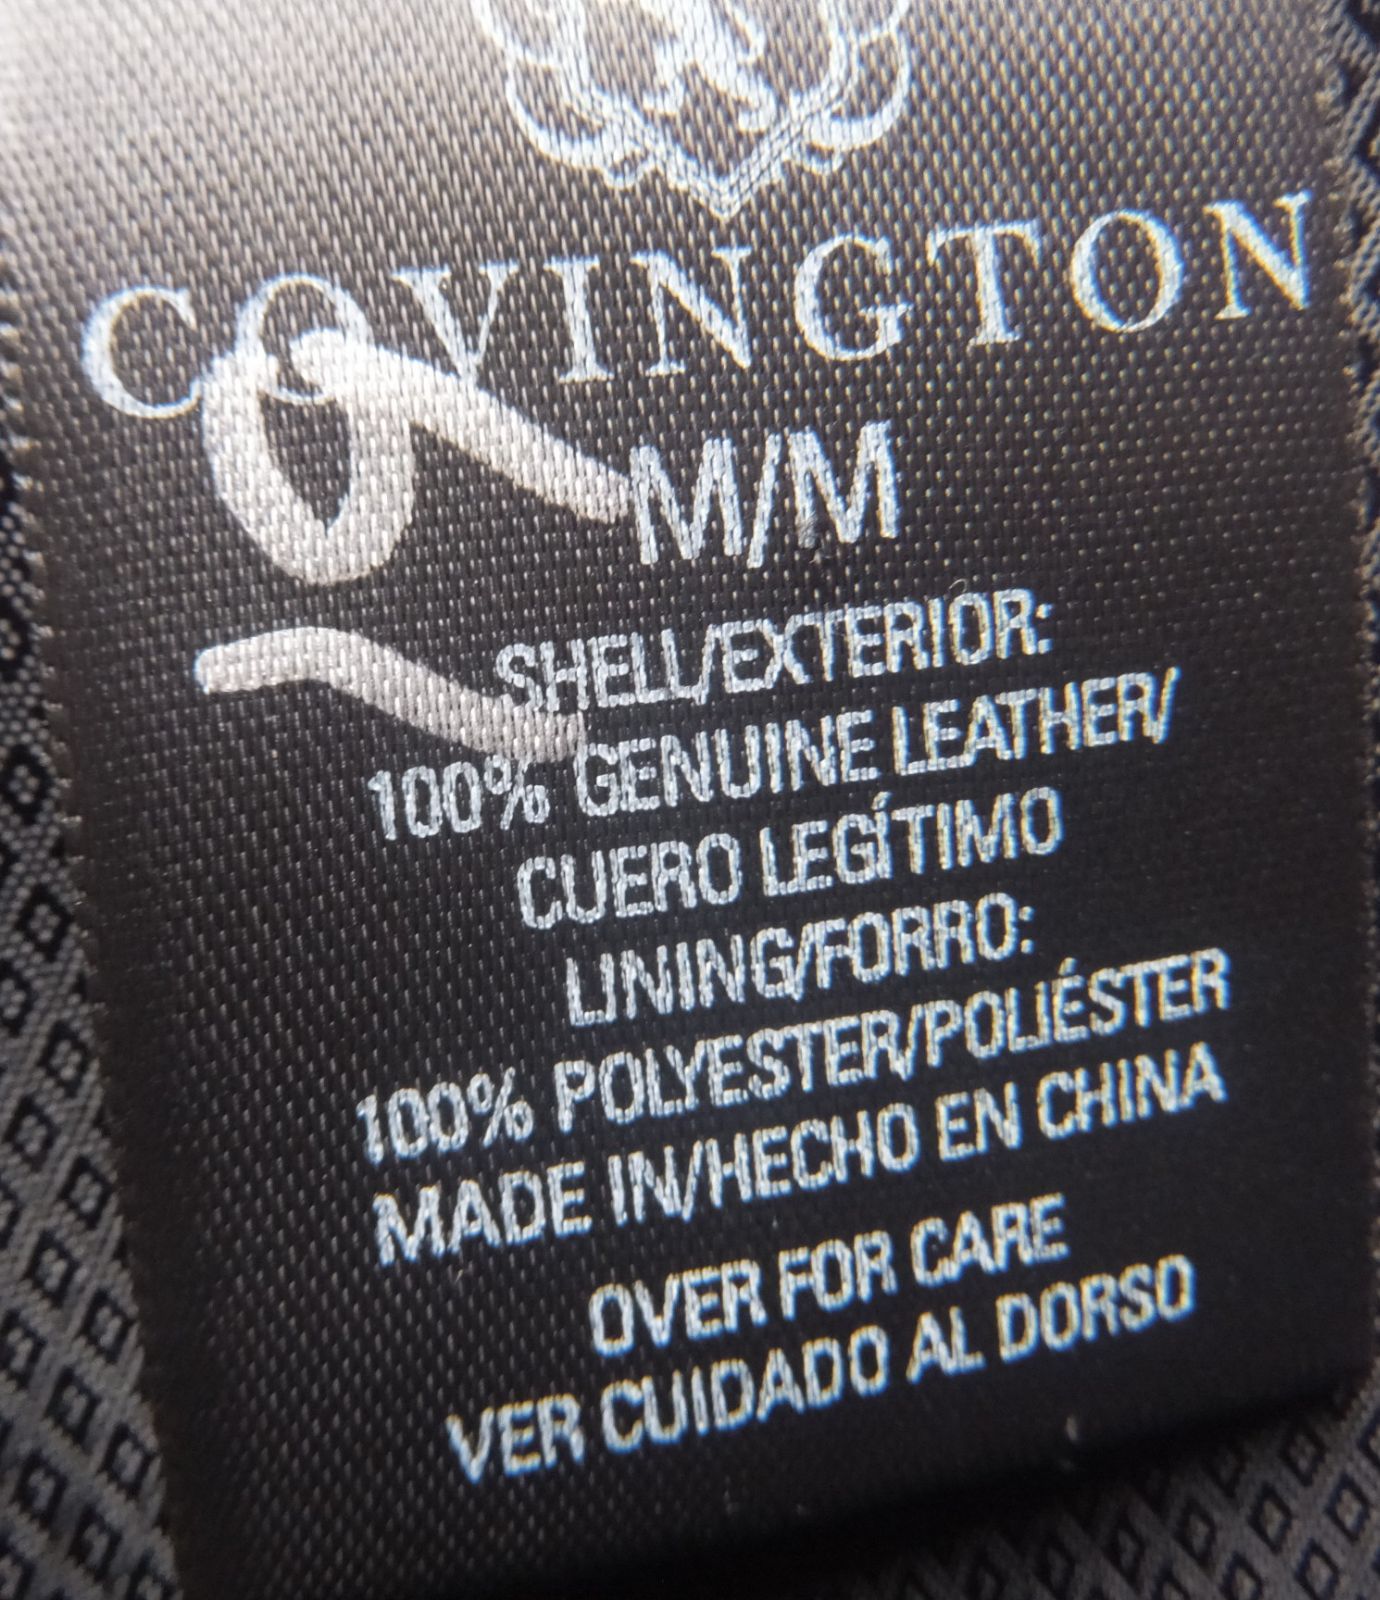 COVINGTON
M/M
SHELL/EXTERIOR:
100% GENUINE LEATHER/
CUERO LEGÍTIMO
LINING/FORRO:
100% POLYESTER/POLIÉSTER
MADE IN/HECHO EN CHINA
OVER FOR CARE
VER CUIDADO AL DORSO